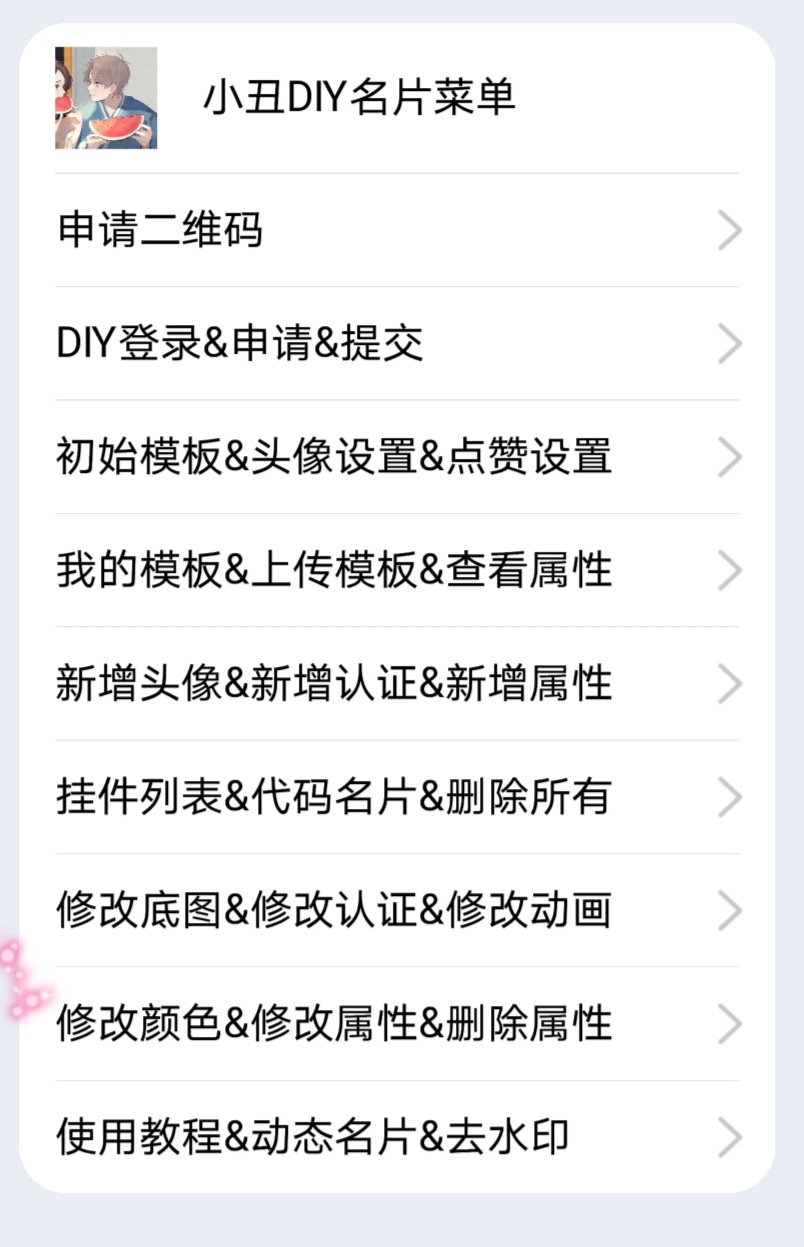 小丑DIY名片菜单
申请二维码
DIY登录&申请&提交
初始模板&头像设置&点赞设置
我的模板&上传模板&查看属性
新增头像&新增认证&新增属性
挂件列表&代码名片&删除所有
修改底图&修改认证&修改动画
修改颜色&修改属性&删除属性
使用教程&动态名片&去水印